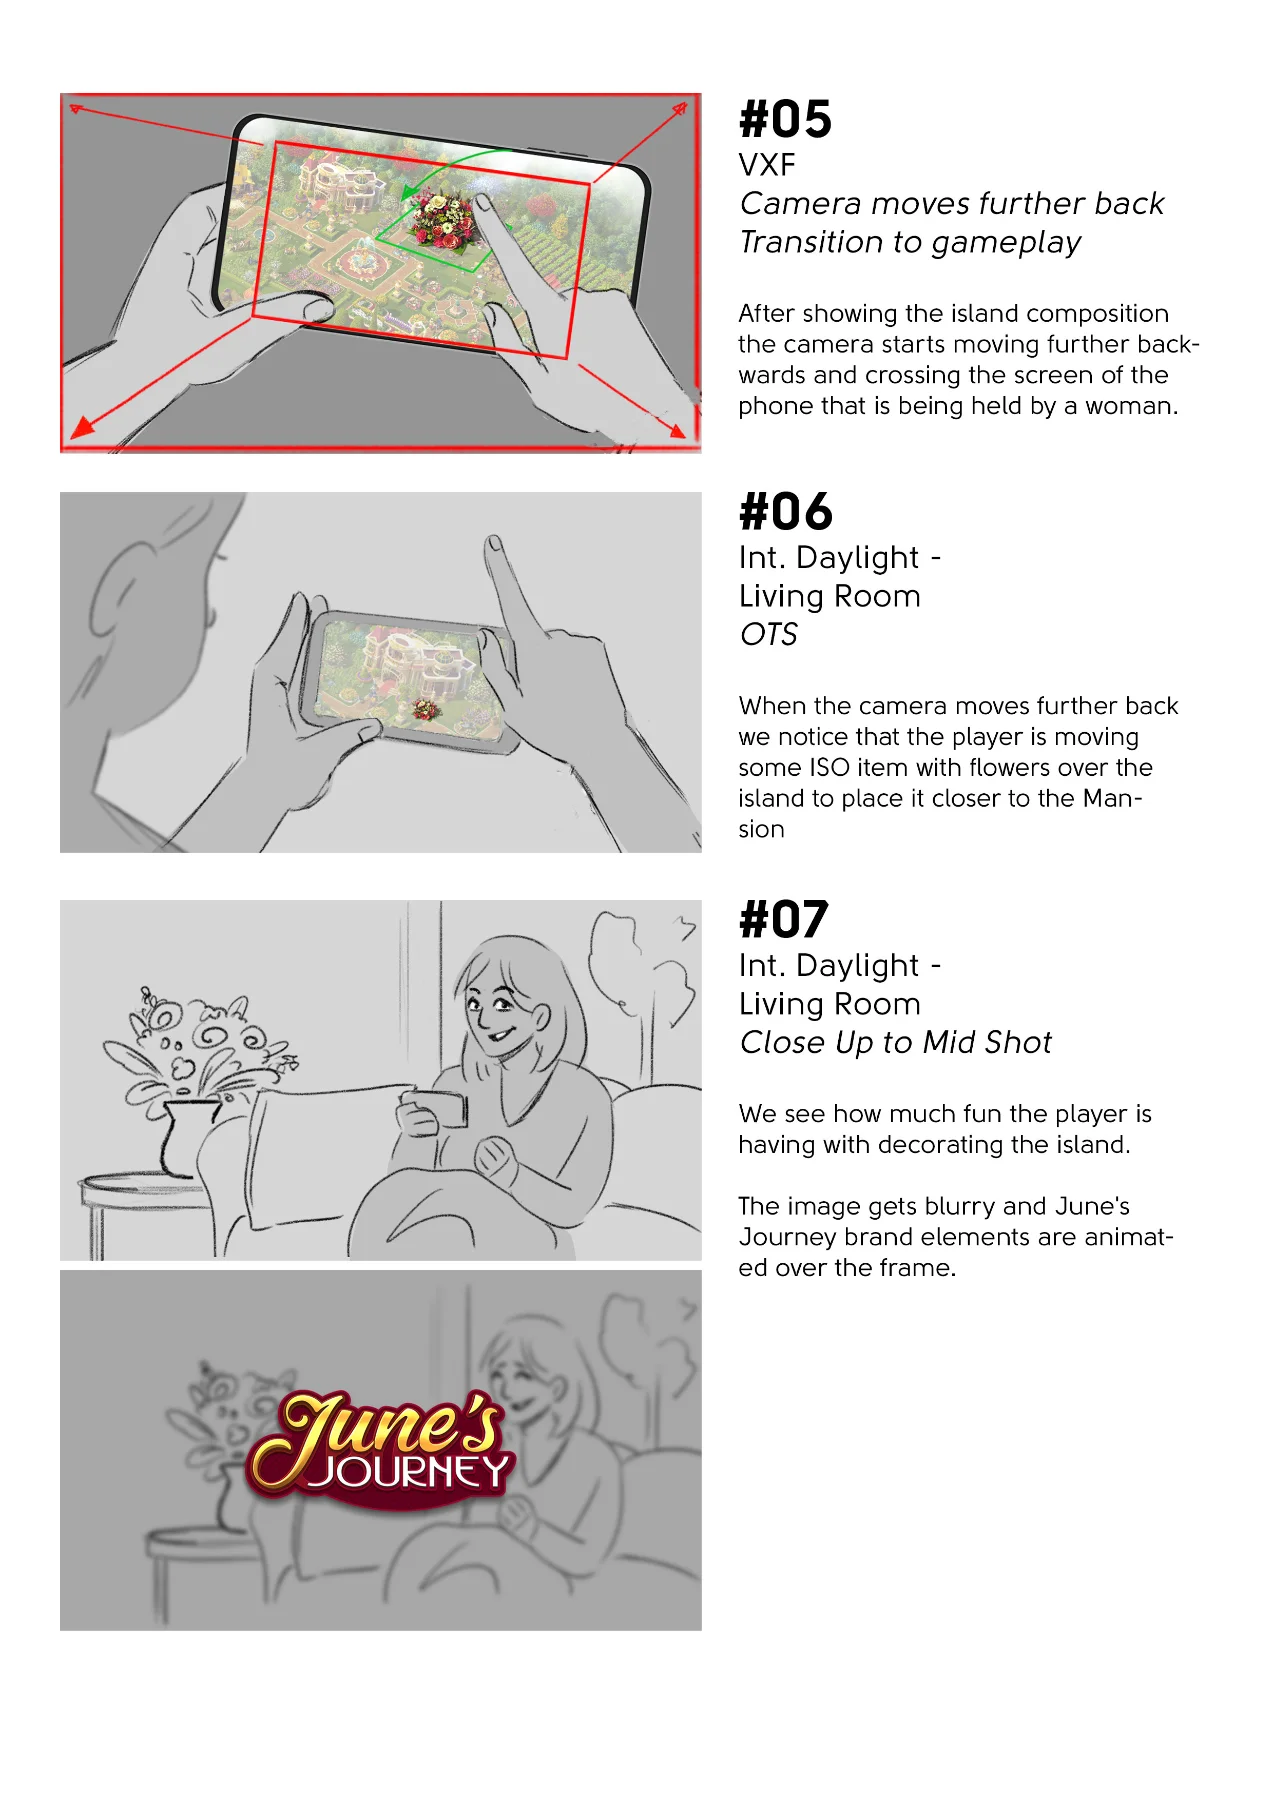 #05
VXF
Camera moves further back
Transition to gameplay
After showing the island composition
the camera starts moving further back-
wards and crossing the screen of the
phone that is being held by a woman.
#06
Int. Daylight -
Living Room
OTS
When the camera moves further back
we notice that the player is moving
some ISO item with flowers over the
island to place it closer to the Man-
sion
#07
Int. Daylight -
Living Room
Close Up to Mid Shot
We see how much fun the player is
having with decorating the island.
The image gets blurry and June's
Journey brand elements are animat-
ed over the frame.
June's
JOURNEY